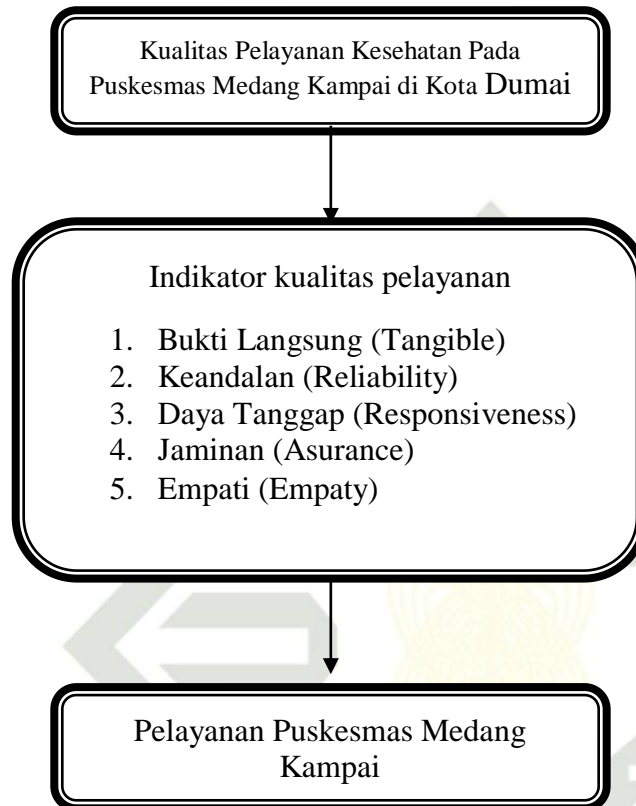 Kualitas Pelayanan Kesehatan Pada
Puskesmas Medang Kampai di Kota Dumai
Indikator kualitas pelayanan
1. Bukti Langsung (Tangible)
2. Keandalan (Reliability)
3. Daya Tanggap (Responsiveness)
4. Jaminan (Asurance)
5. Empati (Empaty)
Pelayanan Puskesmas Medang
Kampai